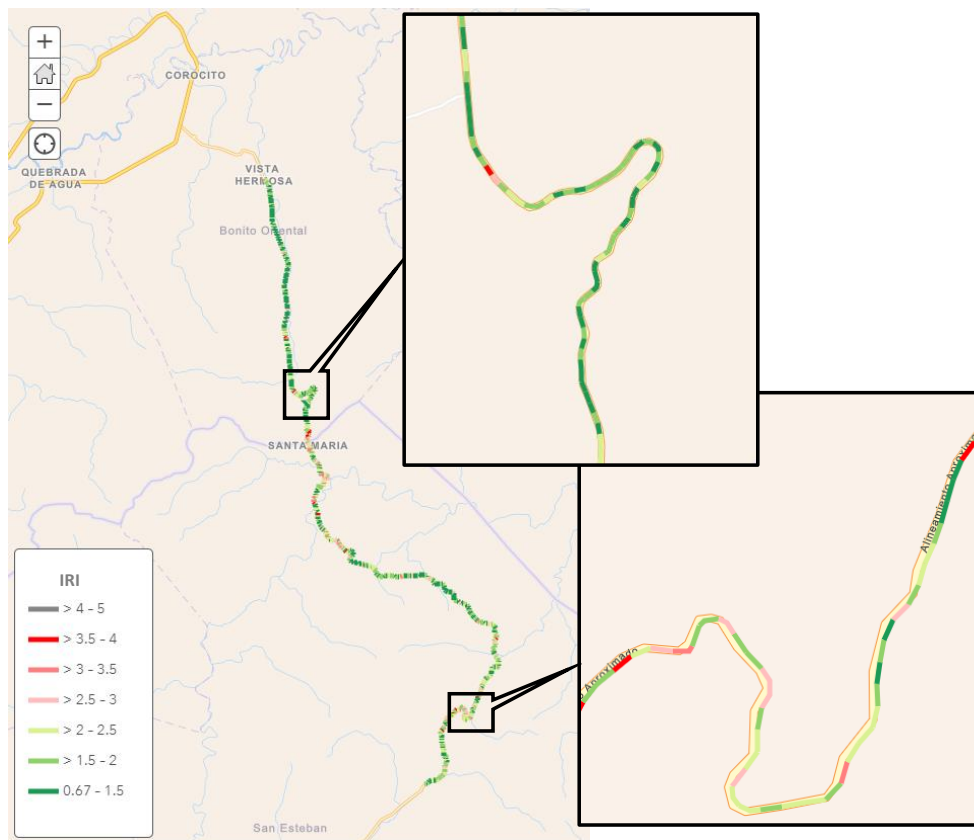 +
−
COROCITO
QUEBRADA
DE AGUA
VISTA
HERMOSA
Bonito Oriental
SANTA MARIA
San Esteban
IRI
> 4 - 5
> 3.5 - 4
> 3 - 3.5
> 2.5 - 3
> 2 - 2.5
> 1.5 - 2
0.67 - 1.5
Alineamiento Aproxima
o Aproximado